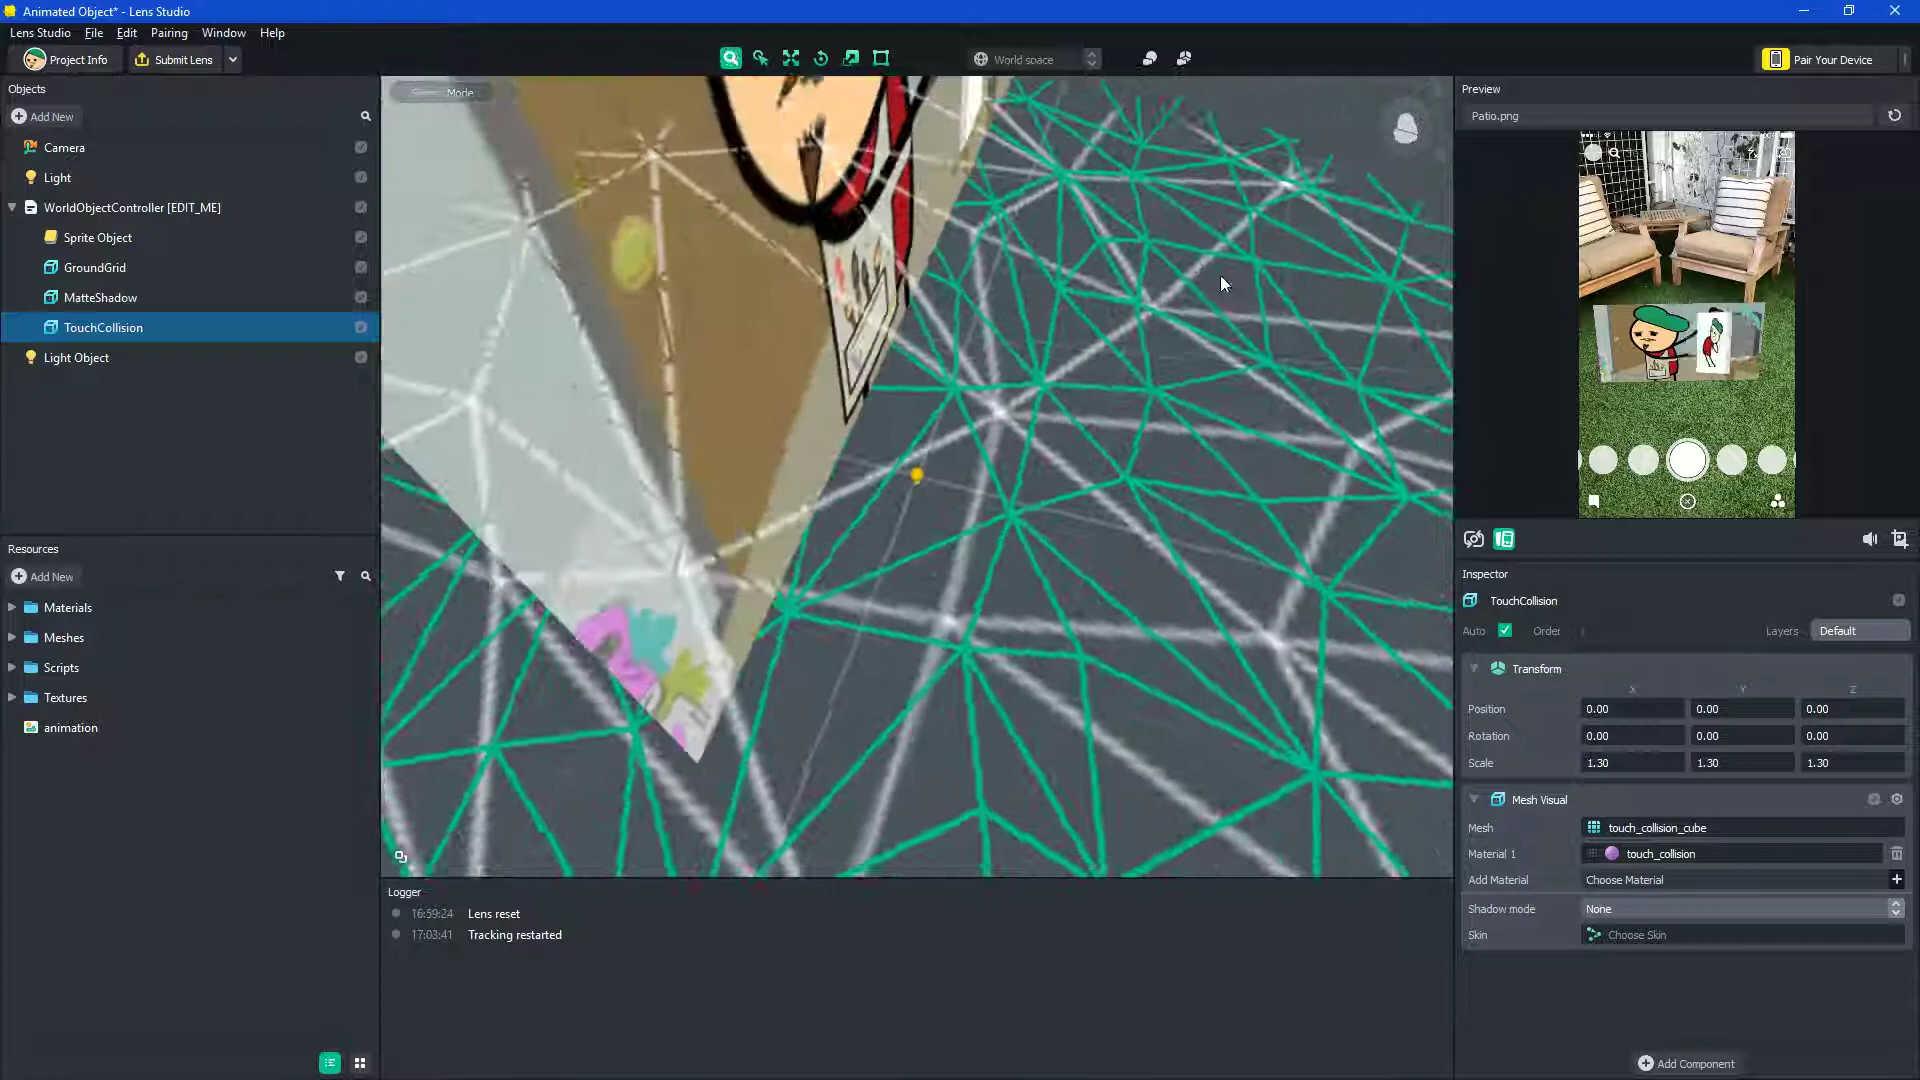 Animated Object* - Lens Studio
Lens Studio File Edit Pairing Window Help
Project Info Submit Lens World space Pair Your Device
Objects
Add New
Camera
Light
WorldObjectController [EDIT_ME]
Sprite Object
GroundGrid
MatteShadow
TouchCollision
Light Object
Resources
Add New
Materials
Meshes
Scripts
Textures
animation
Mode
Logger
16:59:24 Lens reset
17:03:41 Tracking restarted
Preview
Patio.png
Inspector
TouchCollision
Auto Order Layers Default
Transform
X Y Z
Position 0.00 0.00 0.00
Rotation 0.00 0.00 0.00
Scale 1.30 1.30 1.30
Mesh Visual
Mesh touch_collision_cube
Material 1 touch_collision
Add Material Choose Material
Shadow mode None
Skin Choose Skin
Add Component